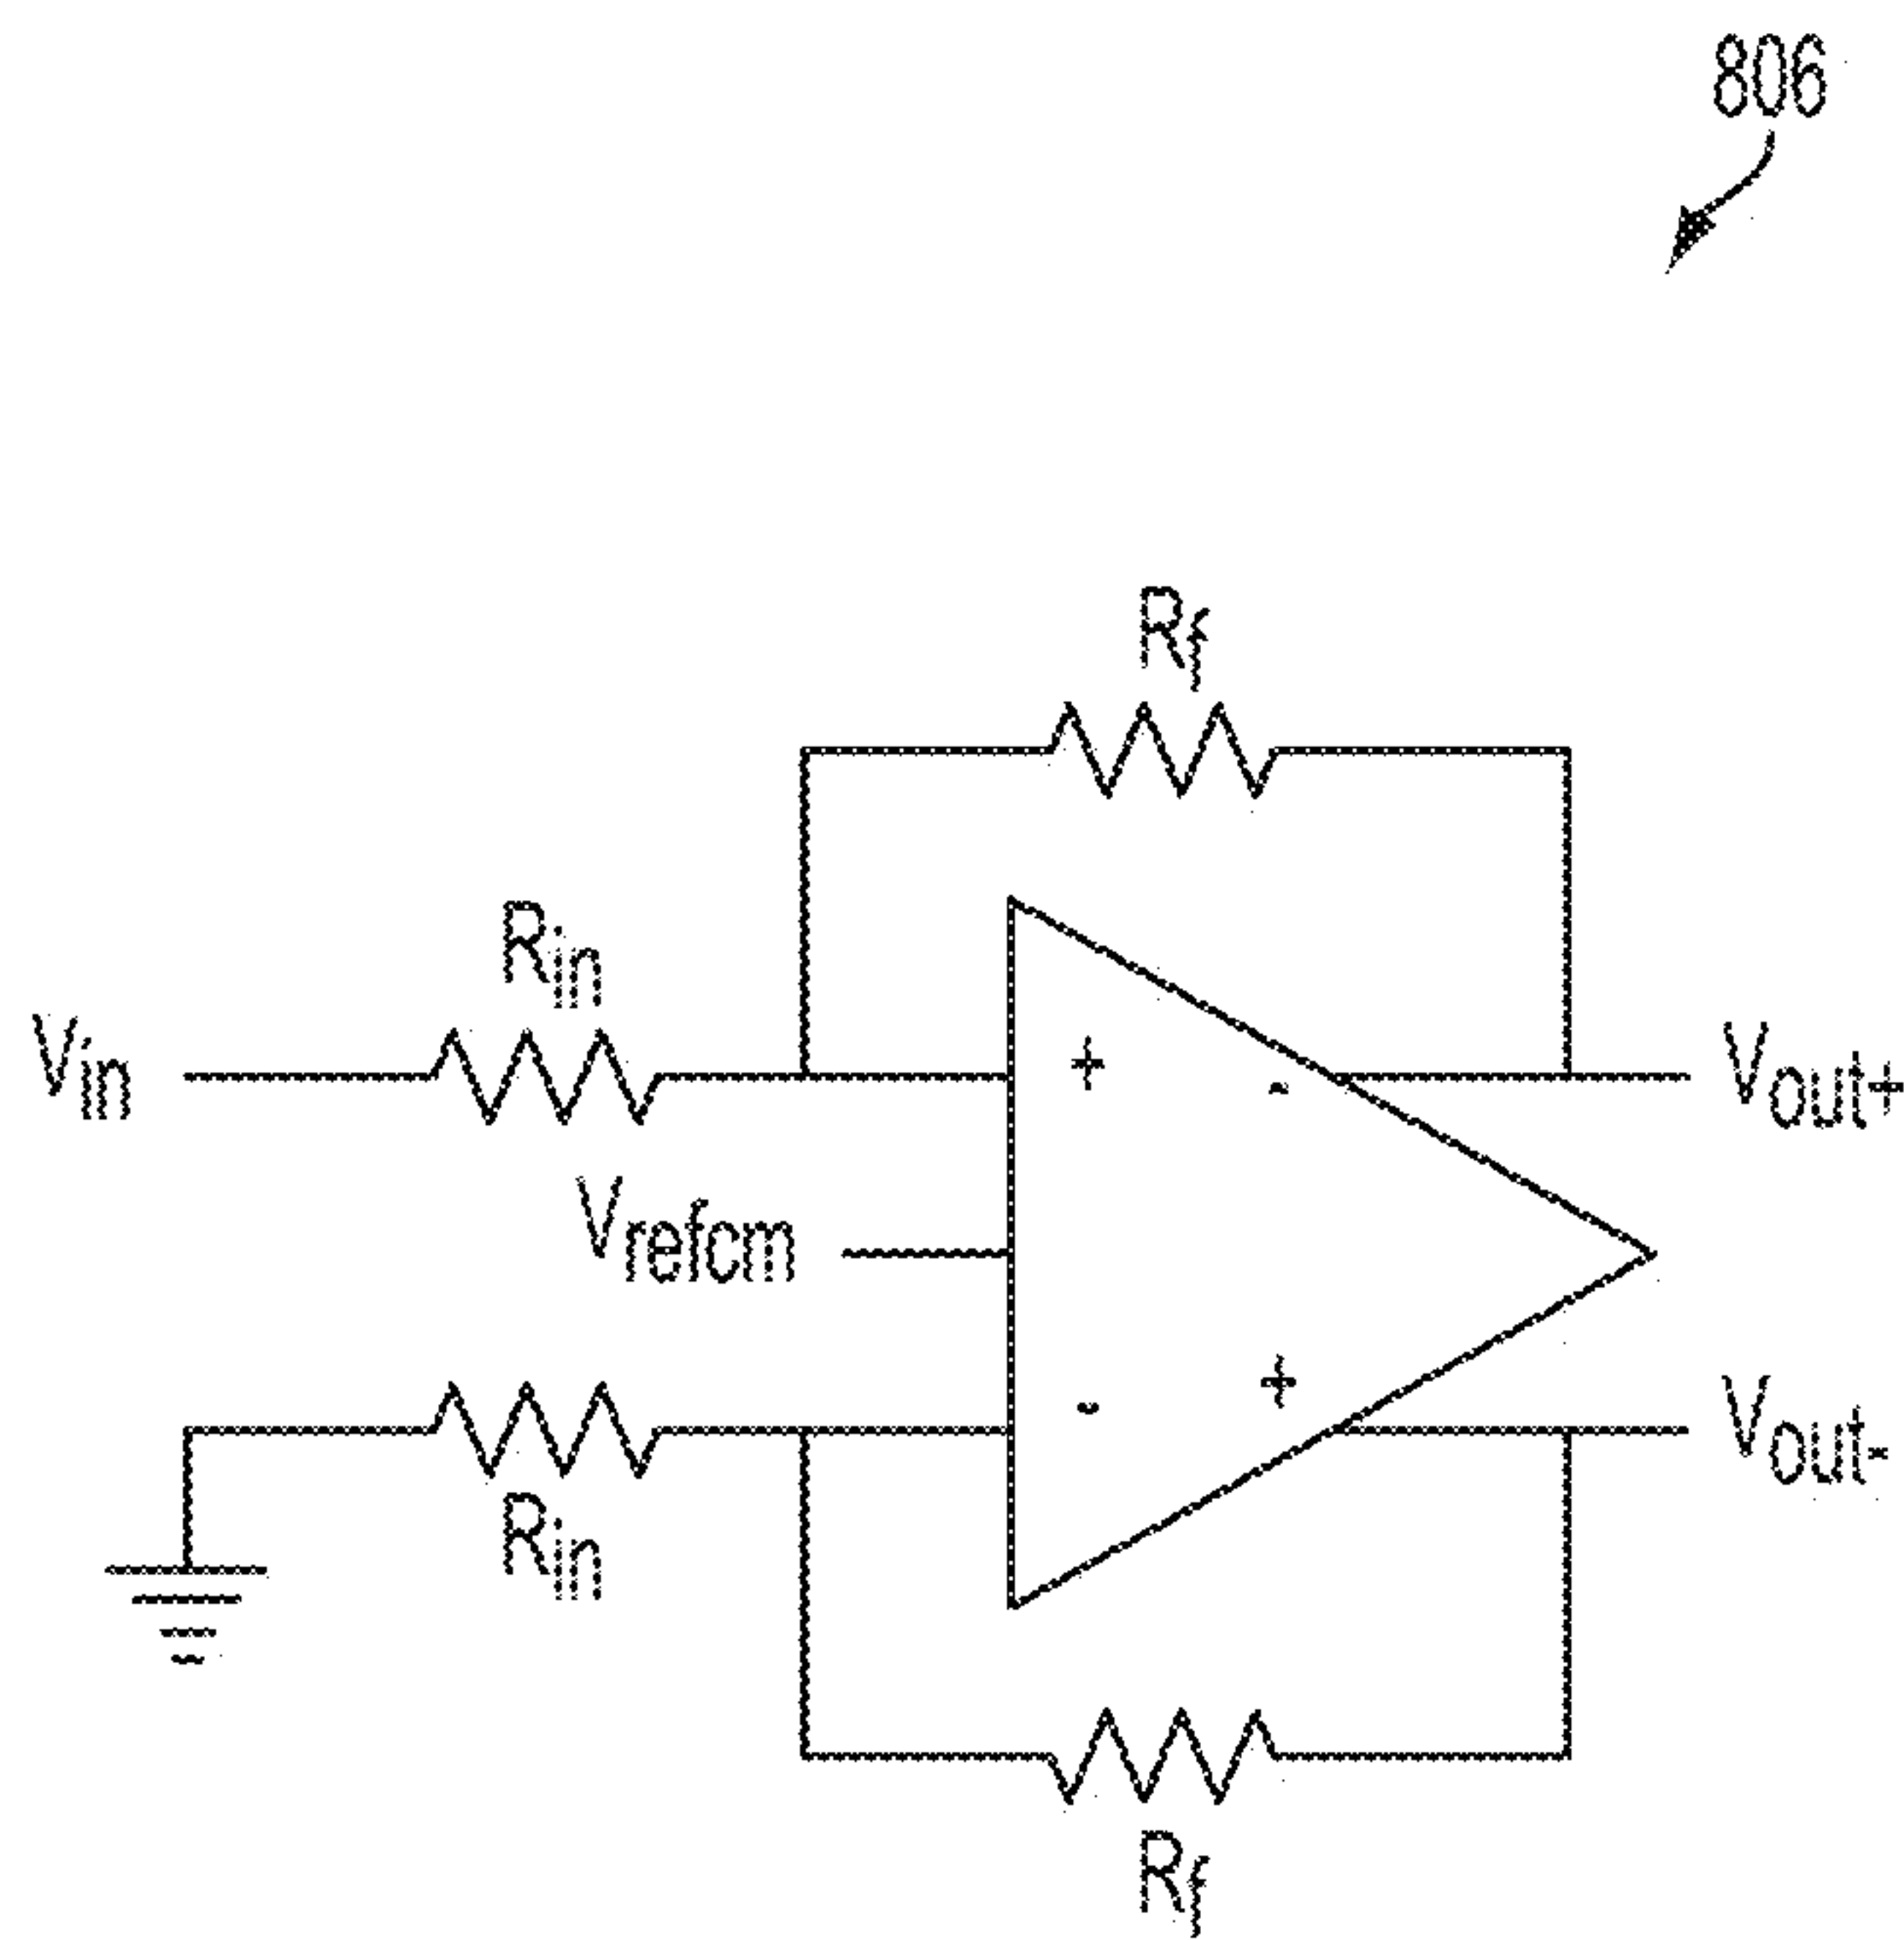 806
Rf
Rin
Vin
+
-
Vout+
Vrefcm
+
-
Vout-
Rin
Rf